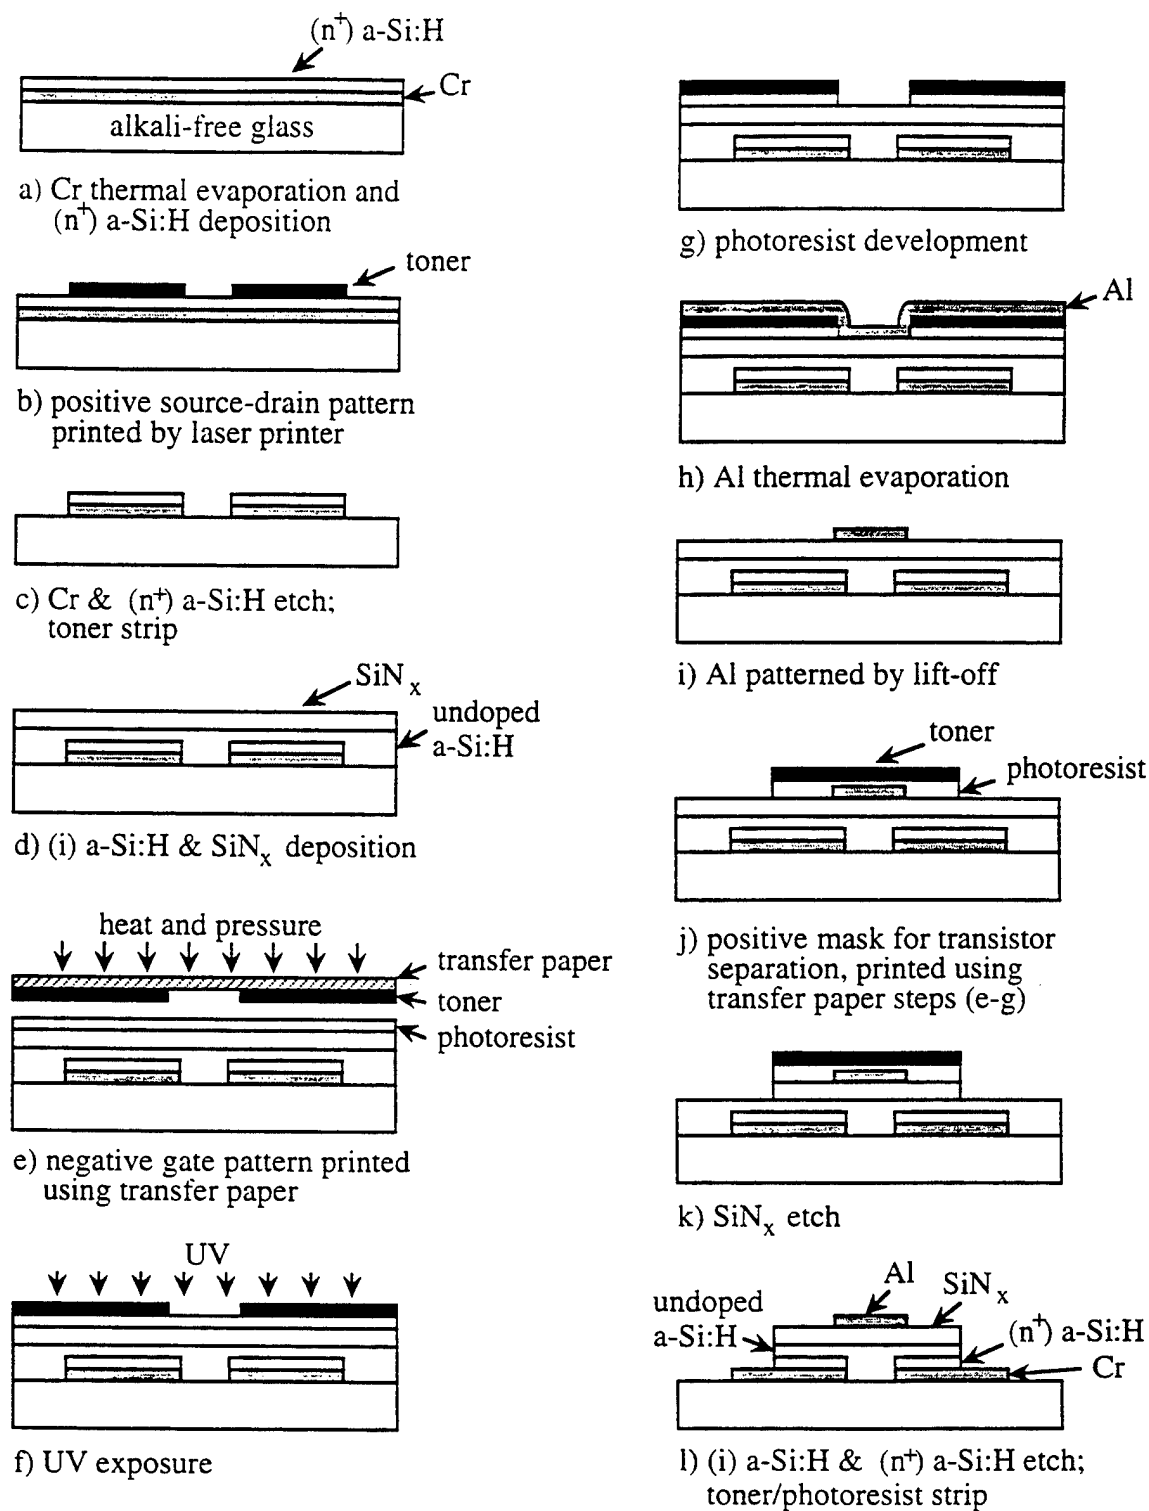 (n⁺) a-Si:H
Cr
alkali-free glass
a) Cr thermal evaporation and
(n⁺) a-Si:H deposition
toner
b) positive source-drain pattern
printed by laser printer
c) Cr & (n⁺) a-Si:H etch;
toner strip
SiNₓ
undoped
a-Si:H
d) (i) a-Si:H & SiNₓ deposition
heat and pressure
transfer paper
toner
photoresist
e) negative gate pattern printed
using transfer paper
UV
f) UV exposure
g) photoresist development
Al
h) Al thermal evaporation
i) Al patterned by lift-off
toner
photoresist
j) positive mask for transistor
separation, printed using
transfer paper steps (e-g)
k) SiNₓ etch
Al
SiNₓ
undoped
a-Si:H
(n⁺) a-Si:H
Cr
l) (i) a-Si:H & (n⁺) a-Si:H etch;
toner/photoresist strip